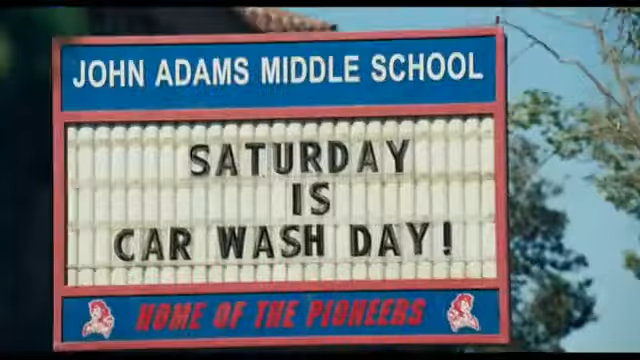 JOHN ADAMS MIDDLE SCHOOL
SATURDAY
IS
CAR WASH DAY!
HOME OF THE PIONEERS